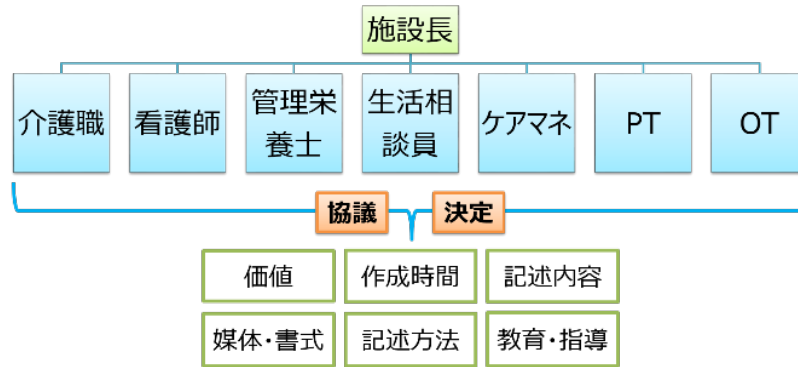 施設長
介護職
看護師
管理栄
養士
生活相
談員
ケアマネ
PT
OT
協議
決定
価値
作成時間
記述内容
媒体・書式
記述方法
教育・指導